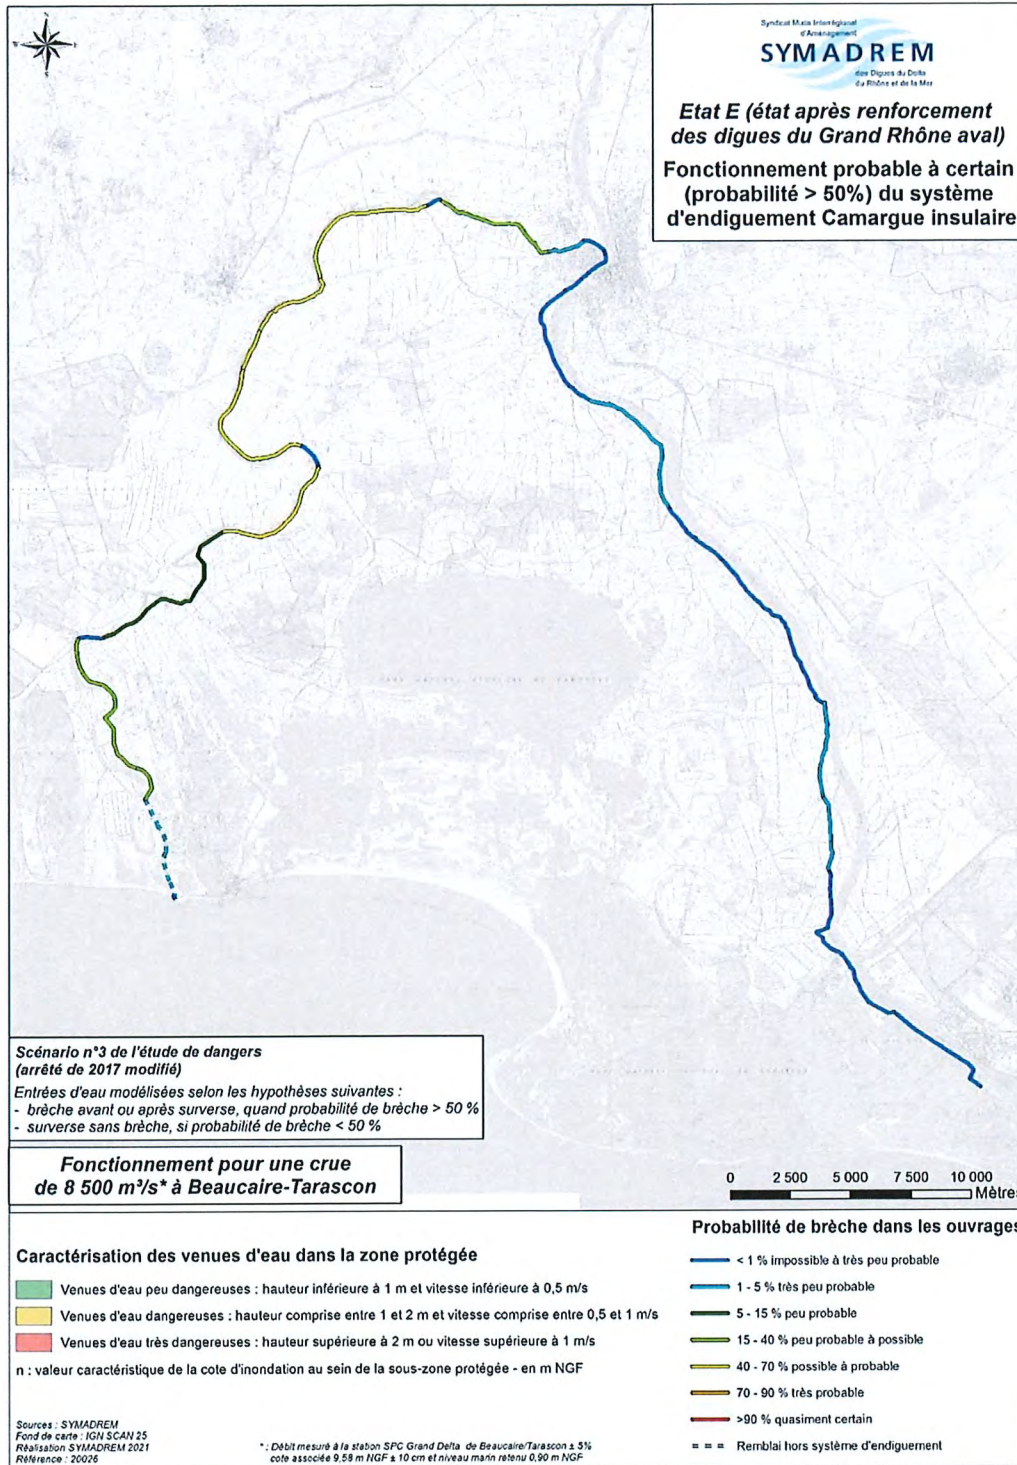 Syndicat Mixte Interrégional
d'Aménagement
SYMADREM
des Digues du Delta
du Rhône et de la Mer
Etat E (état après renforcement
des digues du Grand Rhône aval)
Fonctionnement probable à certain
(probabilité > 50%) du système
d'endiguement Camargue insulaire
Scénario n°3 de l'étude de dangers
(arrêté de 2017 modifié)
Entrées d'eau modélisées selon les hypothèses suivantes :
- brèche avant ou après surverse, quand probabilité de brèche > 50 %
- surverse sans brèche, si probabilité de brèche < 50 %
Fonctionnement pour une crue
de 8 500 m³/s* à Beaucaire-Tarascon
0 2 500 5 000 7 500 10 000
Mètres
Caractérisation des venues d'eau dans la zone protégée
Venues d'eau peu dangereuses : hauteur inférieure à 1 m et vitesse inférieure à 0,5 m/s
Venues d'eau dangereuses : hauteur comprise entre 1 et 2 m et vitesse comprise entre 0,5 et 1 m/s
Venues d'eau très dangereuses : hauteur supérieure à 2 m ou vitesse supérieure à 1 m/s
n : valeur caractéristique de la cote d'inondation au sein de la sous-zone protégée - en m NGF
Probabilité de brèche dans les ouvrages
< 1 % impossible à très peu probable
1 - 5 % très peu probable
5 - 15 % peu probable
15 - 40 % peu probable à possible
40 - 70 % possible à probable
70 - 90 % très probable
>90 % quasiment certain
Remblai hors système d'endiguement
Sources : SYMADREM
Fond de carte : IGN SCAN 25
Réalisation SYMADREM 2021
Référence : 20026
* : Débit mesuré à la station SPC Grand Delta de Beaucaire/Tarascon ± 5%
cote associée 9,58 m NGF ± 10 cm et niveau marin retenu 0,90 m NGF